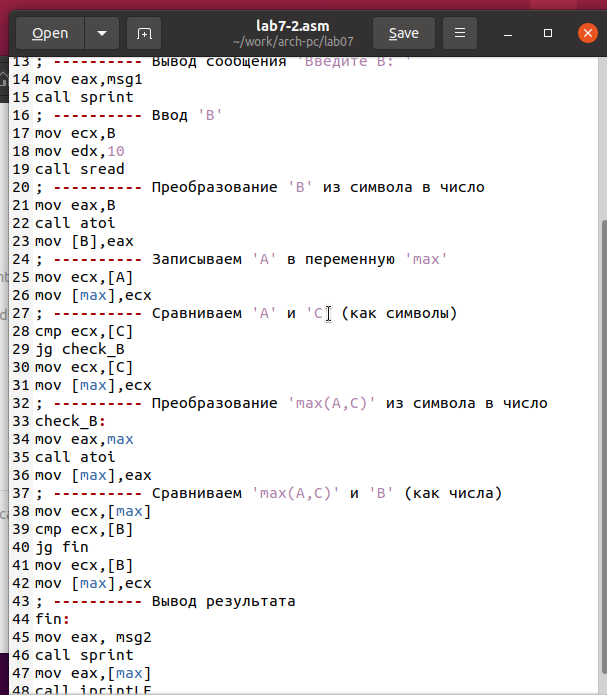 Open
lab7-2.asm
~/work/arch-pc/lab07
Save
13 ; ---------- Вывод сообщения 'Введите B: '
14 mov eax,msg1
15 call sprint
16 ; ---------- Ввод 'B'
17 mov ecx,B
18 mov edx,10
19 call sread
20 ; ---------- Преобразование 'B' из символа в число
21 mov eax,B
22 call atoi
23 mov [B],eax
24 ; ---------- Записываем 'A' в переменную 'max'
25 mov ecx,[A]
26 mov [max],ecx
27 ; ---------- Сравниваем 'A' и 'C' (как символы)
28 cmp ecx,[C]
29 jg check_B
30 mov ecx,[C]
31 mov [max],ecx
32 ; ---------- Преобразование 'max(A,C)' из символа в число
33 check_B:
34 mov eax,max
35 call atoi
36 mov [max],eax
37 ; ---------- Сравниваем 'max(A,C)' и 'B' (как числа)
38 mov ecx,[max]
39 cmp ecx,[B]
40 jg fin
41 mov ecx,[B]
42 mov [max],ecx
43 ; ---------- Вывод результата
44 fin:
45 mov eax, msg2
46 call sprint
47 mov eax,[max]
48 call iprintLF